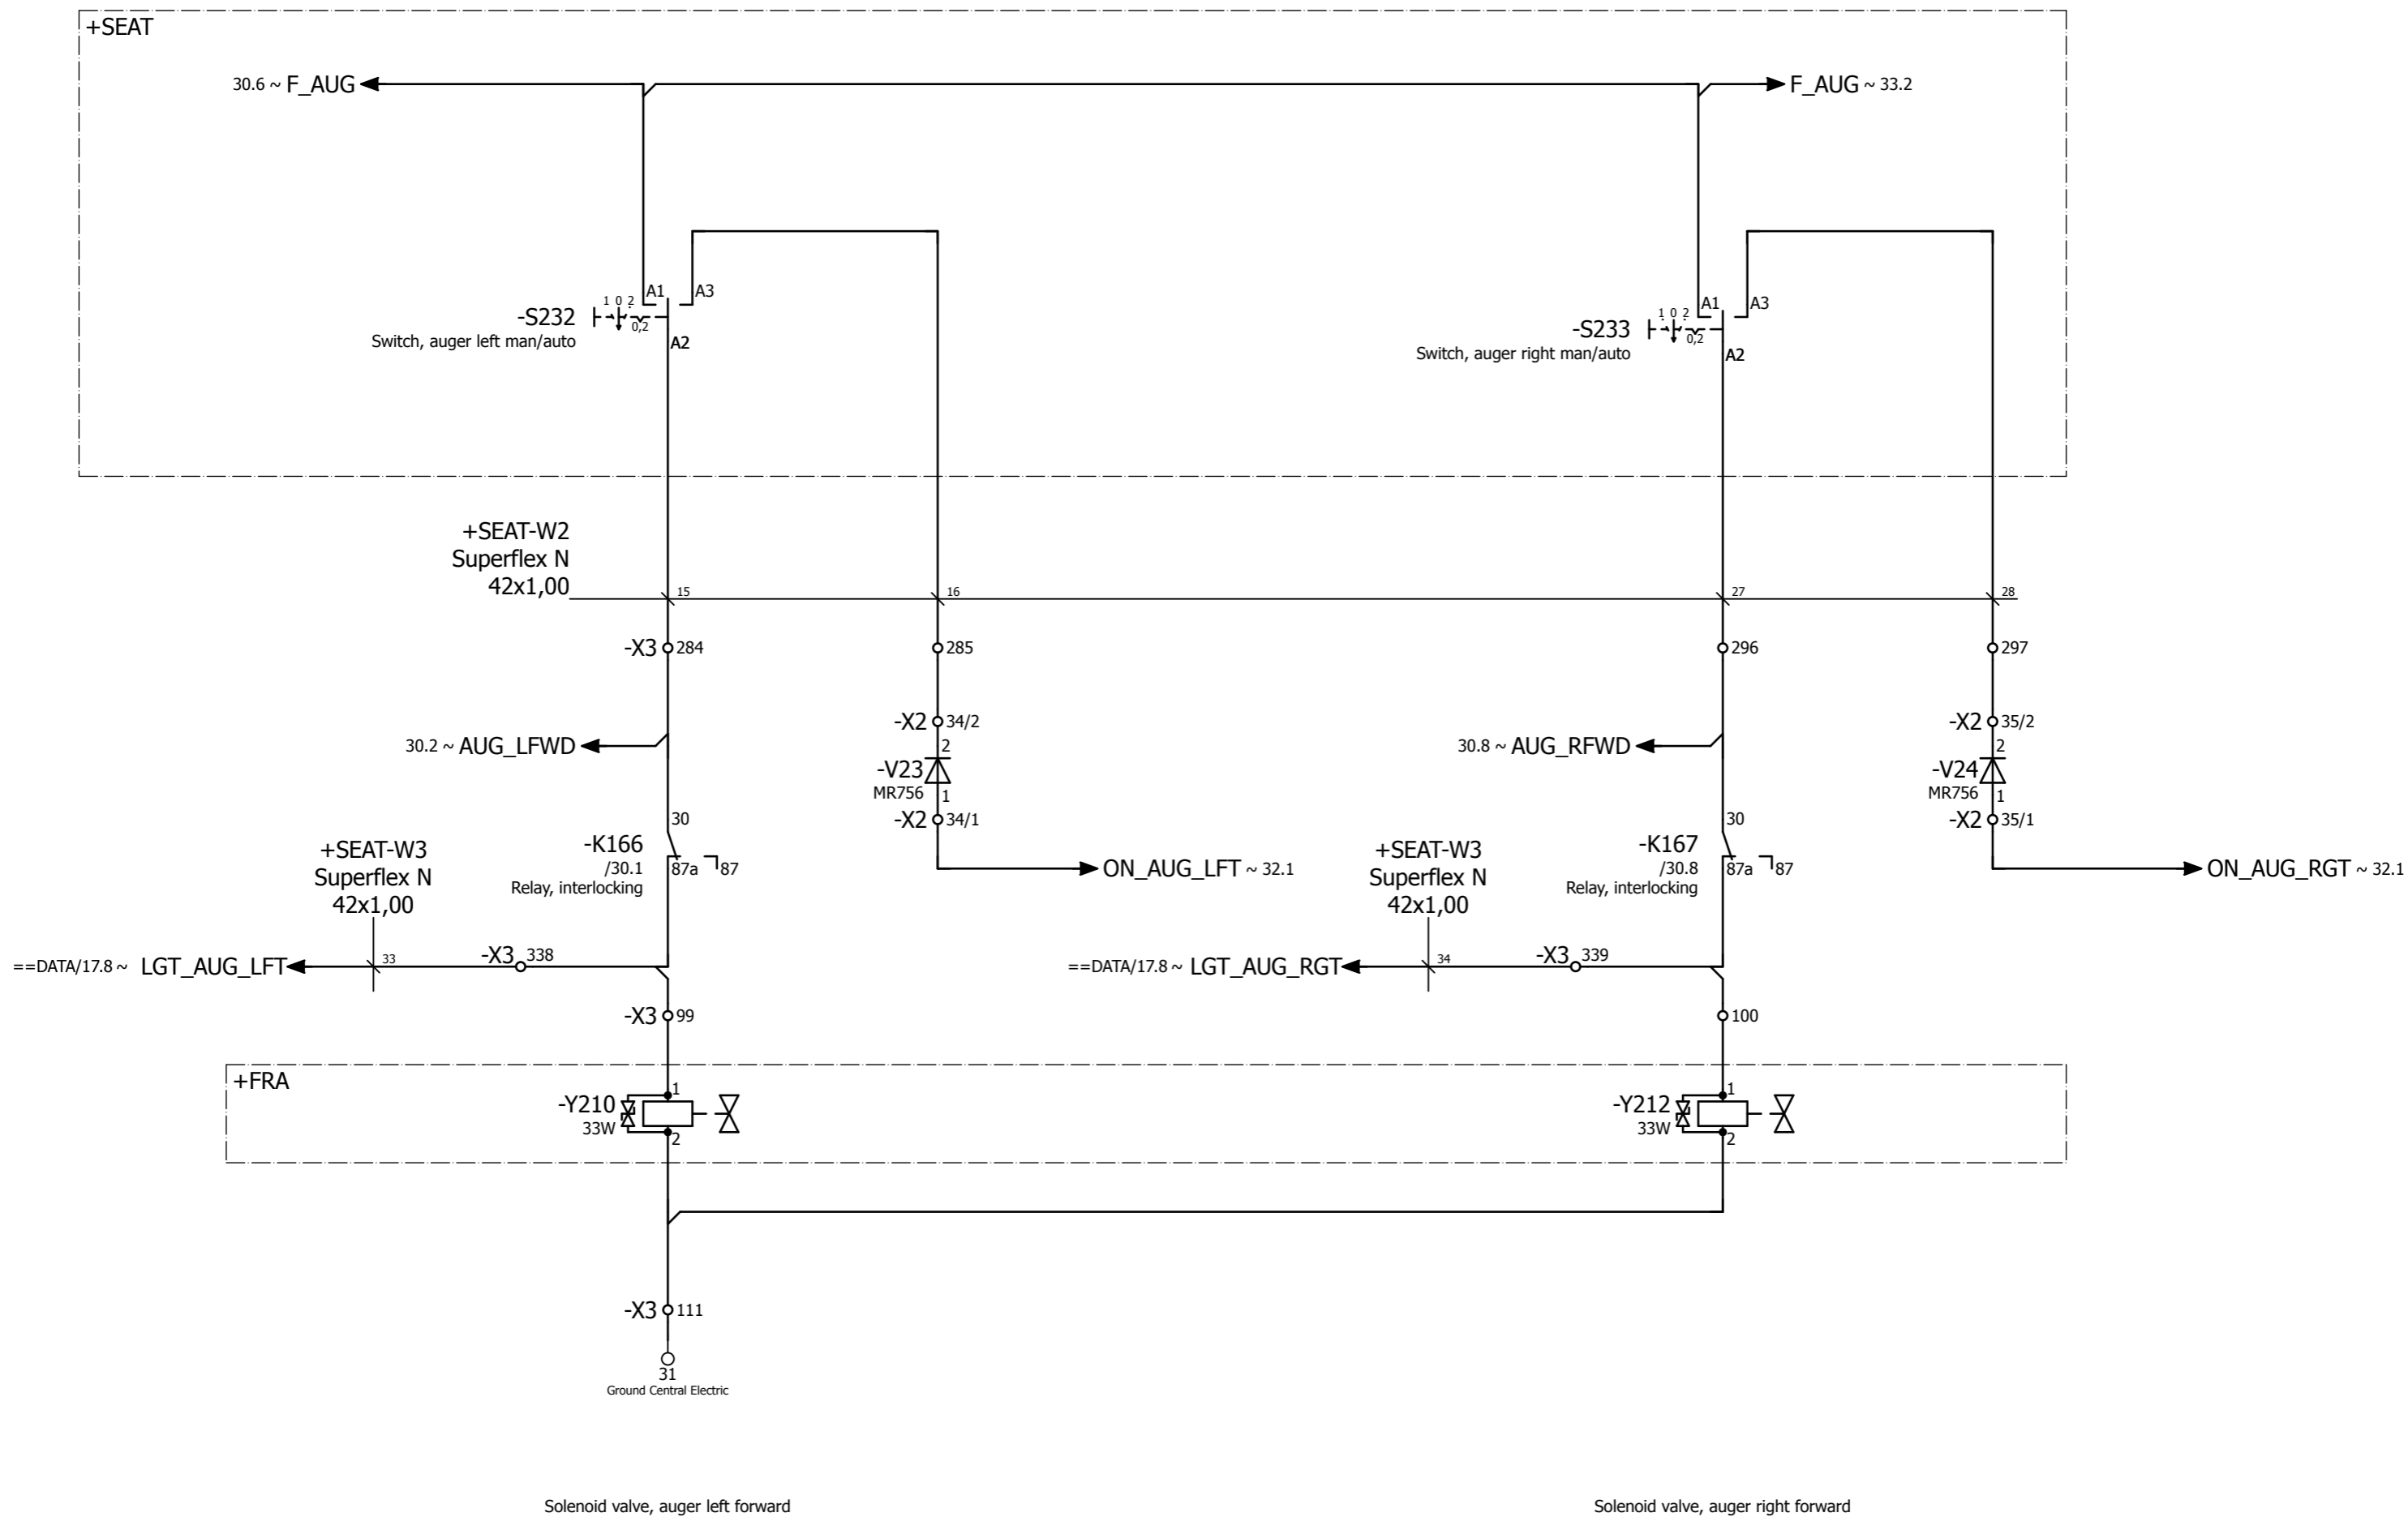 +SEAT
30.6 ~ F_AUG
F_AUG ~ 33.2
A1
A3
1 0 2
-S232
0,2
Switch, auger left man/auto
A2
A1
A3
1 0 2
-S233
0,2
Switch, auger right man/auto
A2
+SEAT-W2
Superflex N
42x1,00
15
16
27
28
-X3
284
285
296
297
-X2
34/2
-X2
35/2
30.2 ~ AUG_LFWD
2
30.8 ~ AUG_RFWD
2
-V23
MR756
1
-V24
MR756
1
-X2
34/1
-X2
35/1
30
-K166
/30.1
Relay, interlocking
87a
87
30
-K167
/30.8
Relay, interlocking
87a
87
+SEAT-W3
Superflex N
42x1,00
ON_AUG_LFT ~ 32.1
+SEAT-W3
Superflex N
42x1,00
ON_AUG_RGT ~ 32.1
==DATA/17.8 ~ LGT_AUG_LFT
33
-X3
338
==DATA/17.8 ~ LGT_AUG_RGT
34
-X3
339
-X3
99
100
+FRA
1
-Y210
33W
2
1
-Y212
33W
2
-X3
111
31
Ground Central Electric
Solenoid valve, auger left forward
Solenoid valve, auger right forward